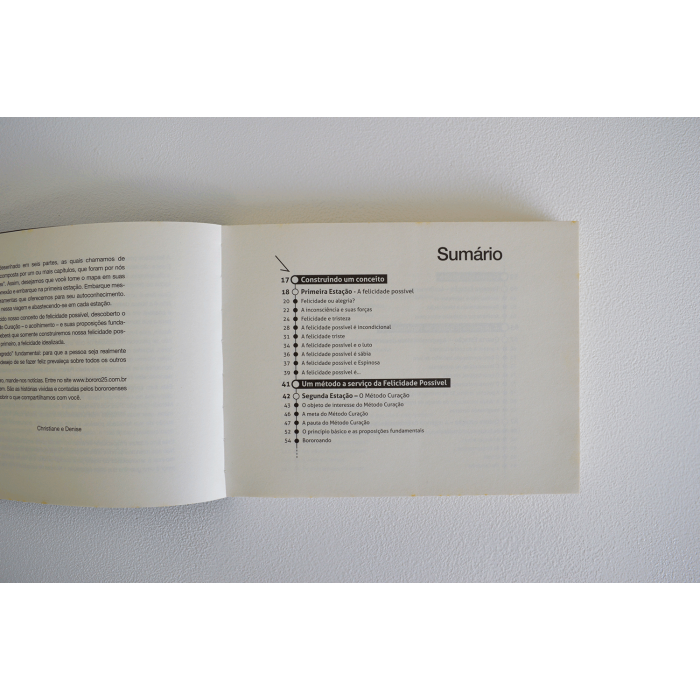 esenhado em seis partes, as quais chamamos de
composta por um ou mais capítulos, que foram por nós
". Assim, desejamos que você tome o mapa em suas
e embarque na primeira estação. Embarque
que oferecemos para seu autoconhecimento.
nessa viagem e abastecendo-se em cada estação.
nosso conceito de felicidade possível, descoberto o
do Curação – o acolhimento – e suas proposições funda-
que somente construiremos nossa felicidade pos-
primeiro, a felicidade idealizada.
fundamental: para que a pessoa seja realmente
desejo de se fazer feliz prevaleça sobre todos os outros
mande-nos notícias. Entre no site www.bororo25.com.br
São as histórias vividas e contadas pelos bororoenses
que compartilhamos com você.
Christiane e Denise
Sumário
17 Construindo um conceito
18 Primeira Estação - A felicidade possível
20 Felicidade ou alegria?
22 A inconsciência e suas forças
24 Felicidade e tristeza
28 A felicidade possível é incondicional
31 A felicidade triste
34 A felicidade possível e o luto
36 A felicidade possível é sábia
37 A felicidade possível e Espinosa
39 A felicidade possível é...
41 Um método a serviço da Felicidade Possível
42 Segunda Estação – O Método Curação
43 O objeto de interesse do Método Curação
46 A meta do Método Curação
47 A pauta do Método Curação
52 O princípio básico e as proposições fundamentais
54 Bororoando